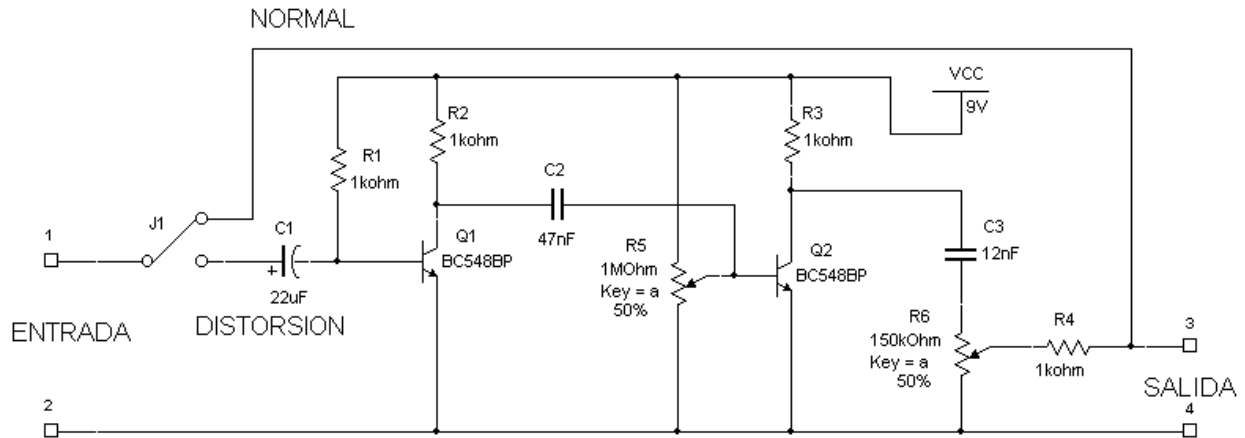 NORMAL
VCC
9V
R2
1kohm
R3
1kohm
R1
1kohm
C2
47nF
J1
C1
+
22uF
1
Q1
BC548BP
R5
1MOhm
Key = a
50%
Q2
BC548BP
C3
12nF
ENTRADA
DISTORSION
R6
150kOhm
Key = a
50%
R4
1kohm
3
SALIDA
2
4